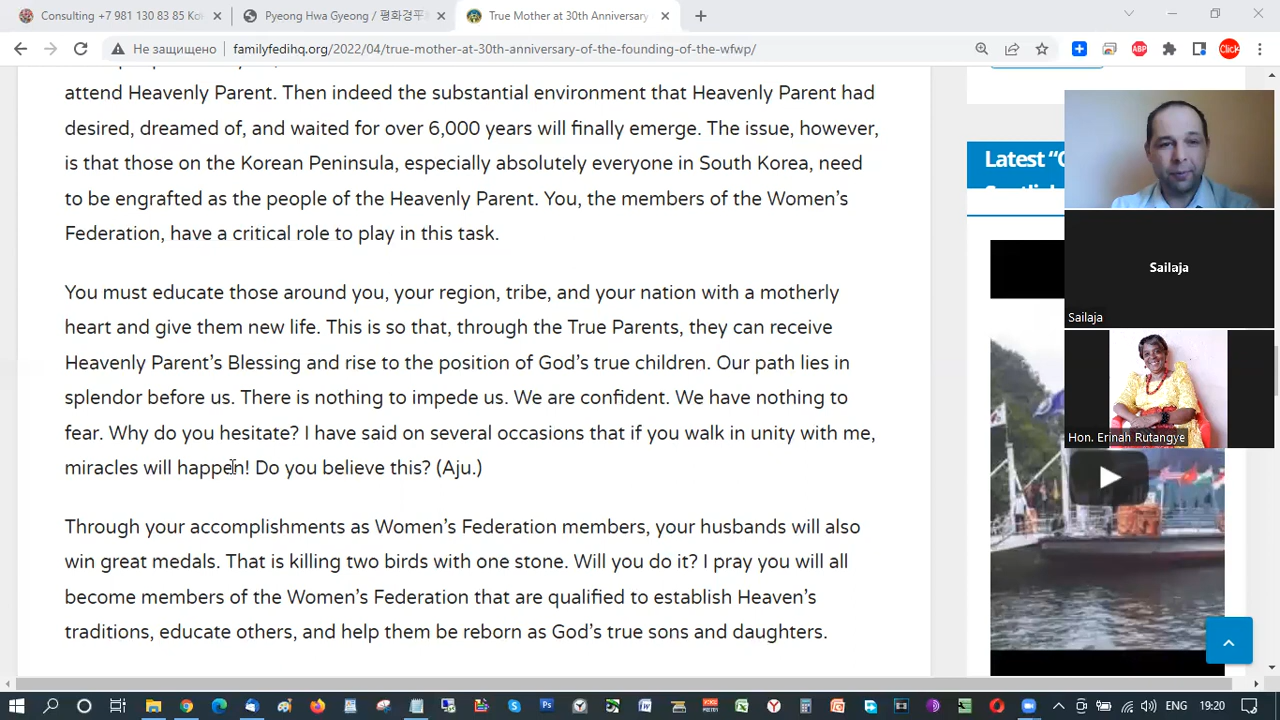 Consulting +7 981 130 83 85 Kok
Pyeong Hwa Gyeong / 평화경平
True Mother at 30th Anniversary
Не защищено
familyfedihq.org/2022/04/true-mother-at-30th-anniversary-of-the-founding-of-the-wfwp/
ABP
Click
attend Heavenly Parent. Then indeed the substantial environment that Heavenly Parent had
desired, dreamed of, and waited for over 6,000 years will finally emerge. The issue, however,
is that those on the Korean Peninsula, especially absolutely everyone in South Korea, need
to be engrafted as the people of the Heavenly Parent. You, the members of the Women's
Federation, have a critical role to play in this task.
You must educate those around you, your region, tribe, and your nation with a motherly
heart and give them new life. This is so that, through the True Parents, they can receive
Heavenly Parent's Blessing and rise to the position of God's true children. Our path lies in
splendor before us. There is nothing to impede us. We are confident. We have nothing to
fear. Why do you hesitate? I have said on several occasions that if you walk in unity with me,
miracles will happen! Do you believe this? (Aju.)
Through your accomplishments as Women's Federation members, your husbands will also
win great medals. That is killing two birds with one stone. Will you do it? I pray you will all
become members of the Women's Federation that are qualified to establish Heaven's
traditions, educate others, and help them be reborn as God's true sons and daughters.
Latest
Sailaja
Sailaja
Hon. Erinah Rutangye
ENG
19:20